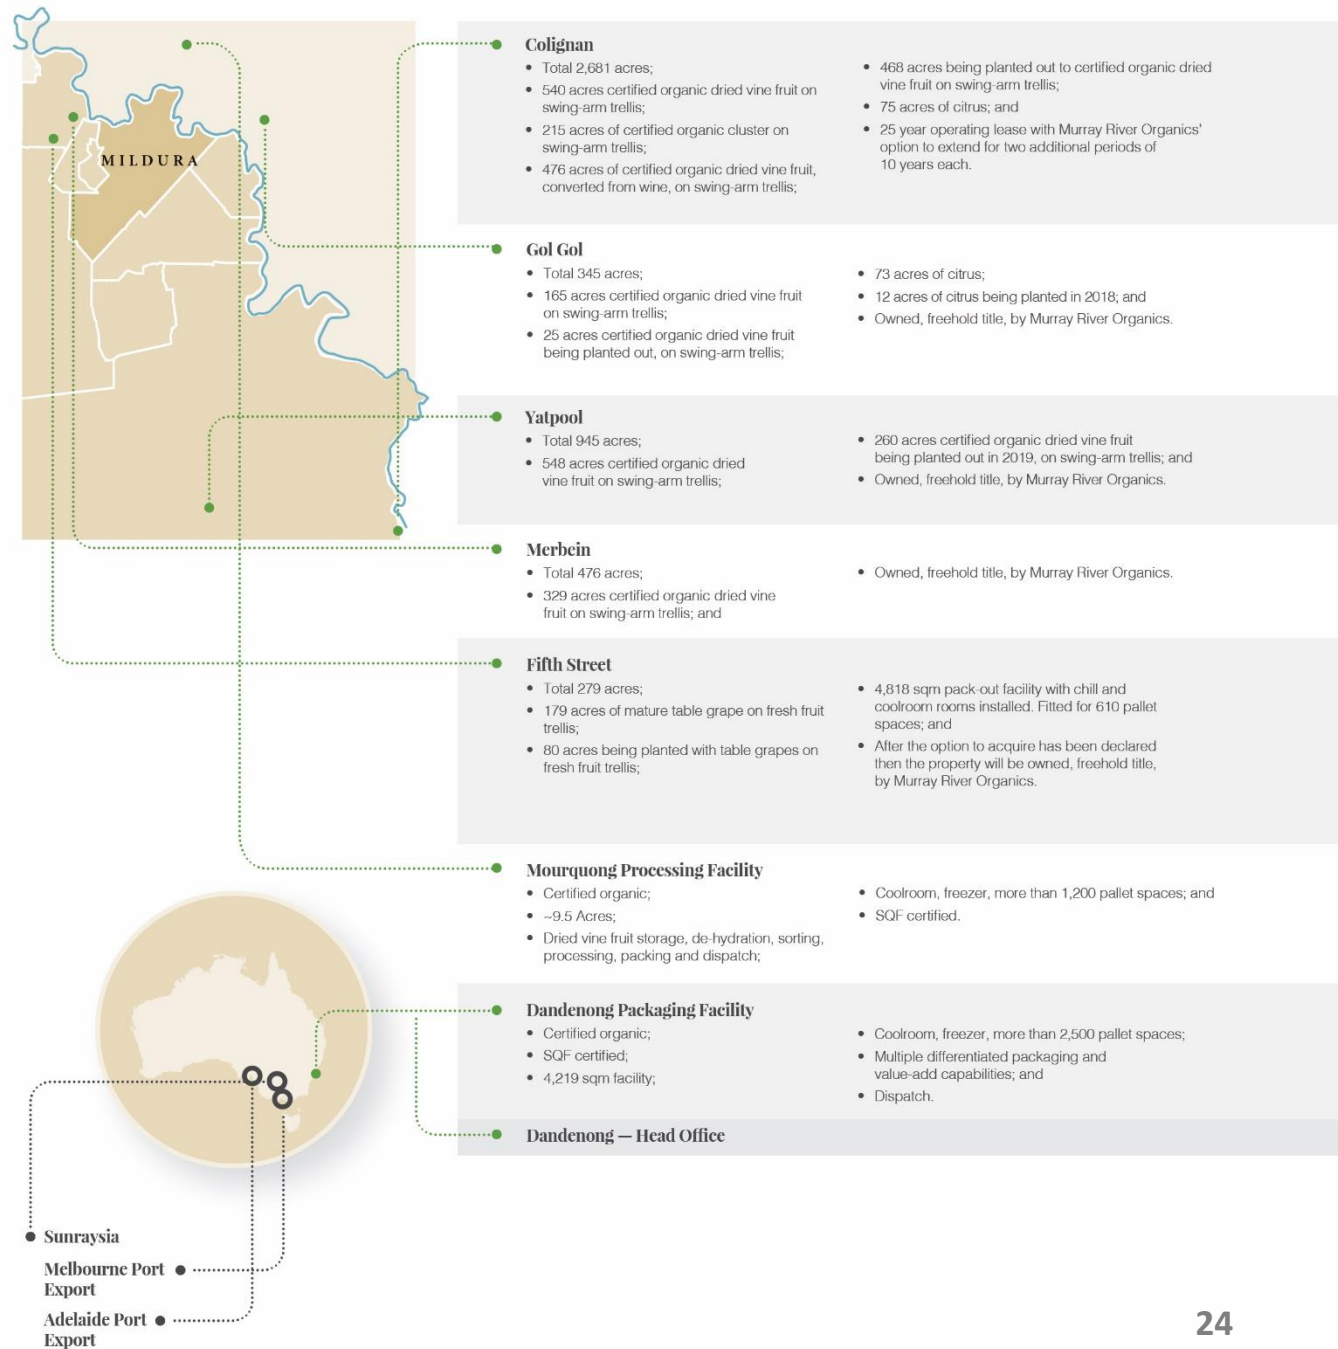 MILDURA
Colignan
• Total 2,681 acres;
• 540 acres certified organic dried vine fruit on
swing-arm trellis;
• 215 acres of certified organic cluster on
swing-arm trellis;
• 476 acres of certified organic dried vine fruit,
converted from wine, on swing-arm trellis;
• 468 acres being planted out to certified organic dried
vine fruit on swing-arm trellis;
• 75 acres of citrus; and
• 25 year operating lease with Murray River Organics'
option to extend for two additional periods of
10 years each.
Gol Gol
• Total 345 acres;
• 165 acres certified organic dried vine fruit
on swing-arm trellis;
• 25 acres certified organic dried vine fruit
being planted out, on swing-arm trellis;
• 73 acres of citrus;
• 12 acres of citrus being planted in 2018; and
• Owned, freehold title, by Murray River Organics.
Yatpool
• Total 945 acres;
• 548 acres certified organic dried
vine fruit on swing-arm trellis;
• 260 acres certified organic dried vine fruit
being planted out in 2019, on swing-arm trellis; and
• Owned, freehold title, by Murray River Organics.
Merbein
• Total 476 acres;
• 329 acres certified organic dried vine
fruit on swing-arm trellis; and
• Owned, freehold title, by Murray River Organics.
Fifth Street
• Total 279 acres;
• 179 acres of mature table grape on fresh fruit
trellis;
• 80 acres being planted with table grapes on
fresh fruit trellis;
• 4,818 sqm pack-out facility with chill and
coolroom rooms installed. Fitted for 610 pallet
spaces; and
• After the option to acquire has been declared
then the property will be owned, freehold title,
by Murray River Organics.
Mourquong Processing Facility
• Certified organic;
• ~9.5 Acres;
• Dried vine fruit storage, de-hydration, sorting,
processing, packing and dispatch;
• Coolroom, freezer, more than 1,200 pallet spaces; and
• SQF certified.
Dandenong Packaging Facility
• Certified organic;
• SQF certified;
• 4,219 sqm facility;
• Coolroom, freezer, more than 2,500 pallet spaces;
• Multiple differentiated packaging and
value-add capabilities; and
• Dispatch.
Dandenong — Head Office
Sunraysia
Melbourne Port
Export
Adelaide Port
Export
24